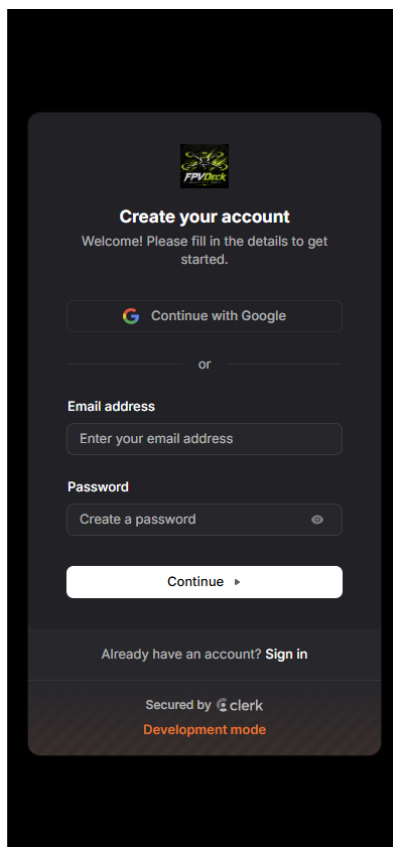 FPVDeck
Create your account
Welcome! Please fill in the details to get
started.
Continue with Google
or
Email address
Enter your email address
Password
Create a password
Continue
Already have an account? Sign in
Secured by clerk
Development mode